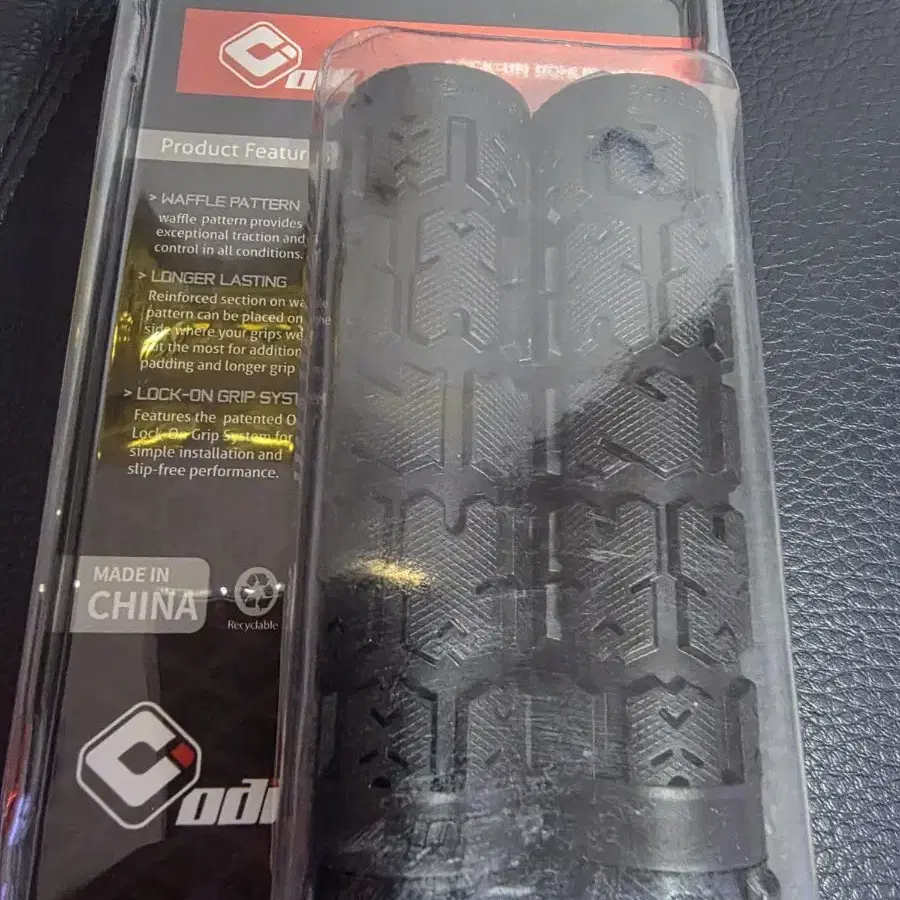 Product Featur
> WAFFLE PATTERN
waffle pattern provides
exceptional traction and
control in all conditions.
> LONGER LASTING
Reinforced section on
pattern can be placed on
side where your grips we
ut the most for addition
padding and longer grip
> LOCK-ON GRIP SYST
Features the patented O
Lock-On Grip System for
simple installation and
slip-free performance.
MADE IN
CHINA
Recyclable
odi